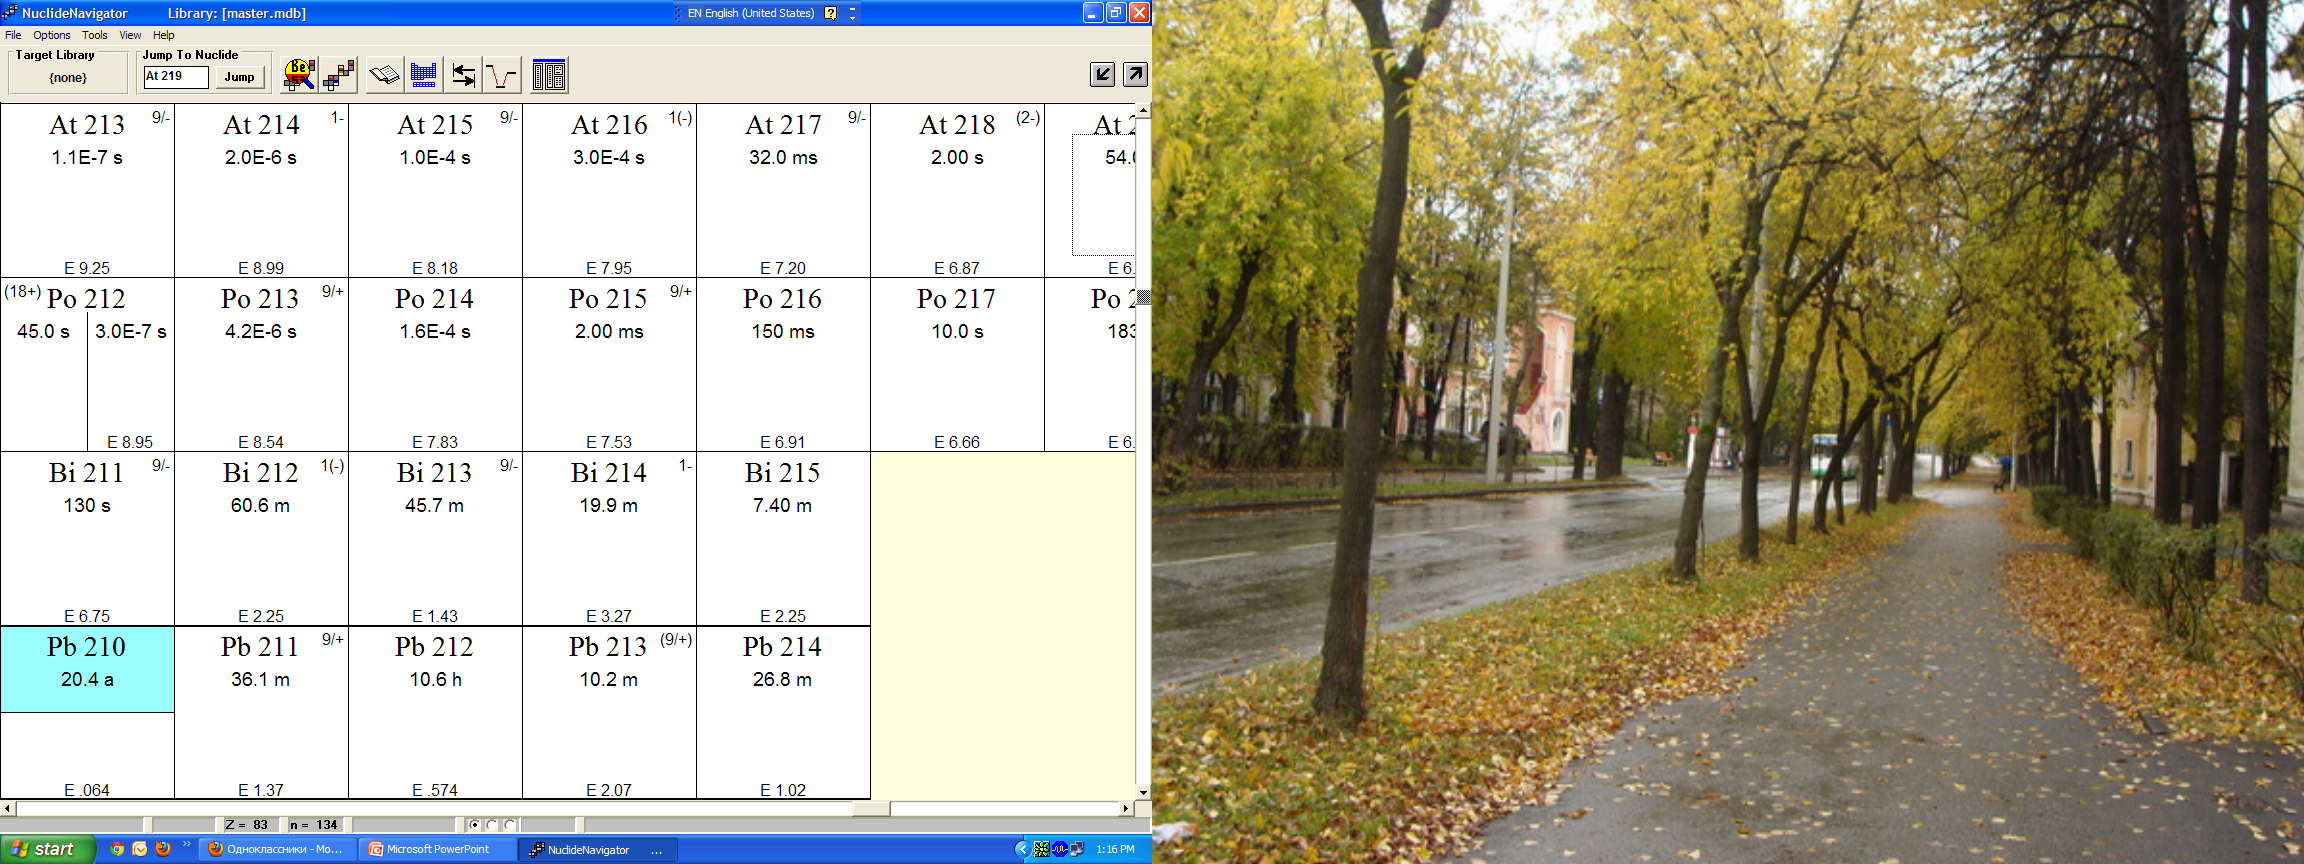 NuclideNavigator Library: [master.mdb] EN English (United States)
File Options Tools View Help
Target Library
{none}
Jump To Nuclide
At 219 Jump
At 213 9/- At 214 1- At 215 9/- At 216 1(-) At 217 9/- At 218 (2-)
1.1E-7 s 2.0E-6 s 1.0E-4 s 3.0E-4 s 32.0 ms 2.00 s
E 9.25 E 8.99 E 8.18 E 7.95 E 7.20 E 6.87 E 6.
(18+) Po 212 Po 213 9/+ Po 214 Po 215 9/+ Po 216 Po 217
45.0 s 3.0E-7 s 4.2E-6 s 1.6E-4 s 2.00 ms 150 ms 10.0 s 183
E 8.95 E 8.54 E 7.83 E 7.53 E 6.91 E 6.66 E 6.
Bi 211 9/- Bi 212 1(-) Bi 213 9/- Bi 214 1- Bi 215
130 s 60.6 m 45.7 m 19.9 m 7.40 m
E 6.75 E 2.25 E 1.43 E 3.27 E 2.25
Pb 210 Pb 211 9/+ Pb 212 Pb 213 (9/+) Pb 214
20.4 a 36.1 m 10.6 h 10.2 m 26.8 m
E .064 E 1.37 E .574 E 2.07 E 1.02
Z = 83 n = 134
start Одноклассники - Mo... Microsoft PowerPoint NuclideNavigator ... 1:16 PM